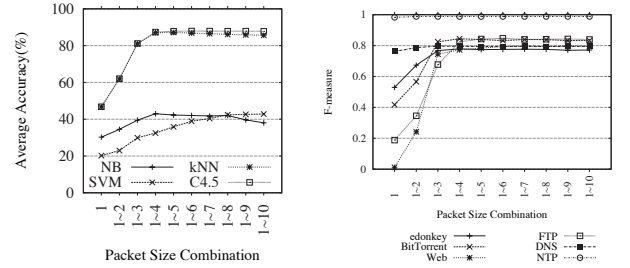 100
80
60
40
20
0
Average Accuracy(%)
NB
kNN
SVM
C4.5
1
1~2
1~3
1~4
1~5
1~6
1~7
1~8
1~9
1~10
Packet Size Combination
1
0.8
0.6
0.4
0.2
0
F-measure
1
1~2
1~3
1~4
1~5
1~6
1~7
1~8
1~9
1~10
Packet Size Combination
edonkey
FTP
BitTorrent
DNS
Web
NTP